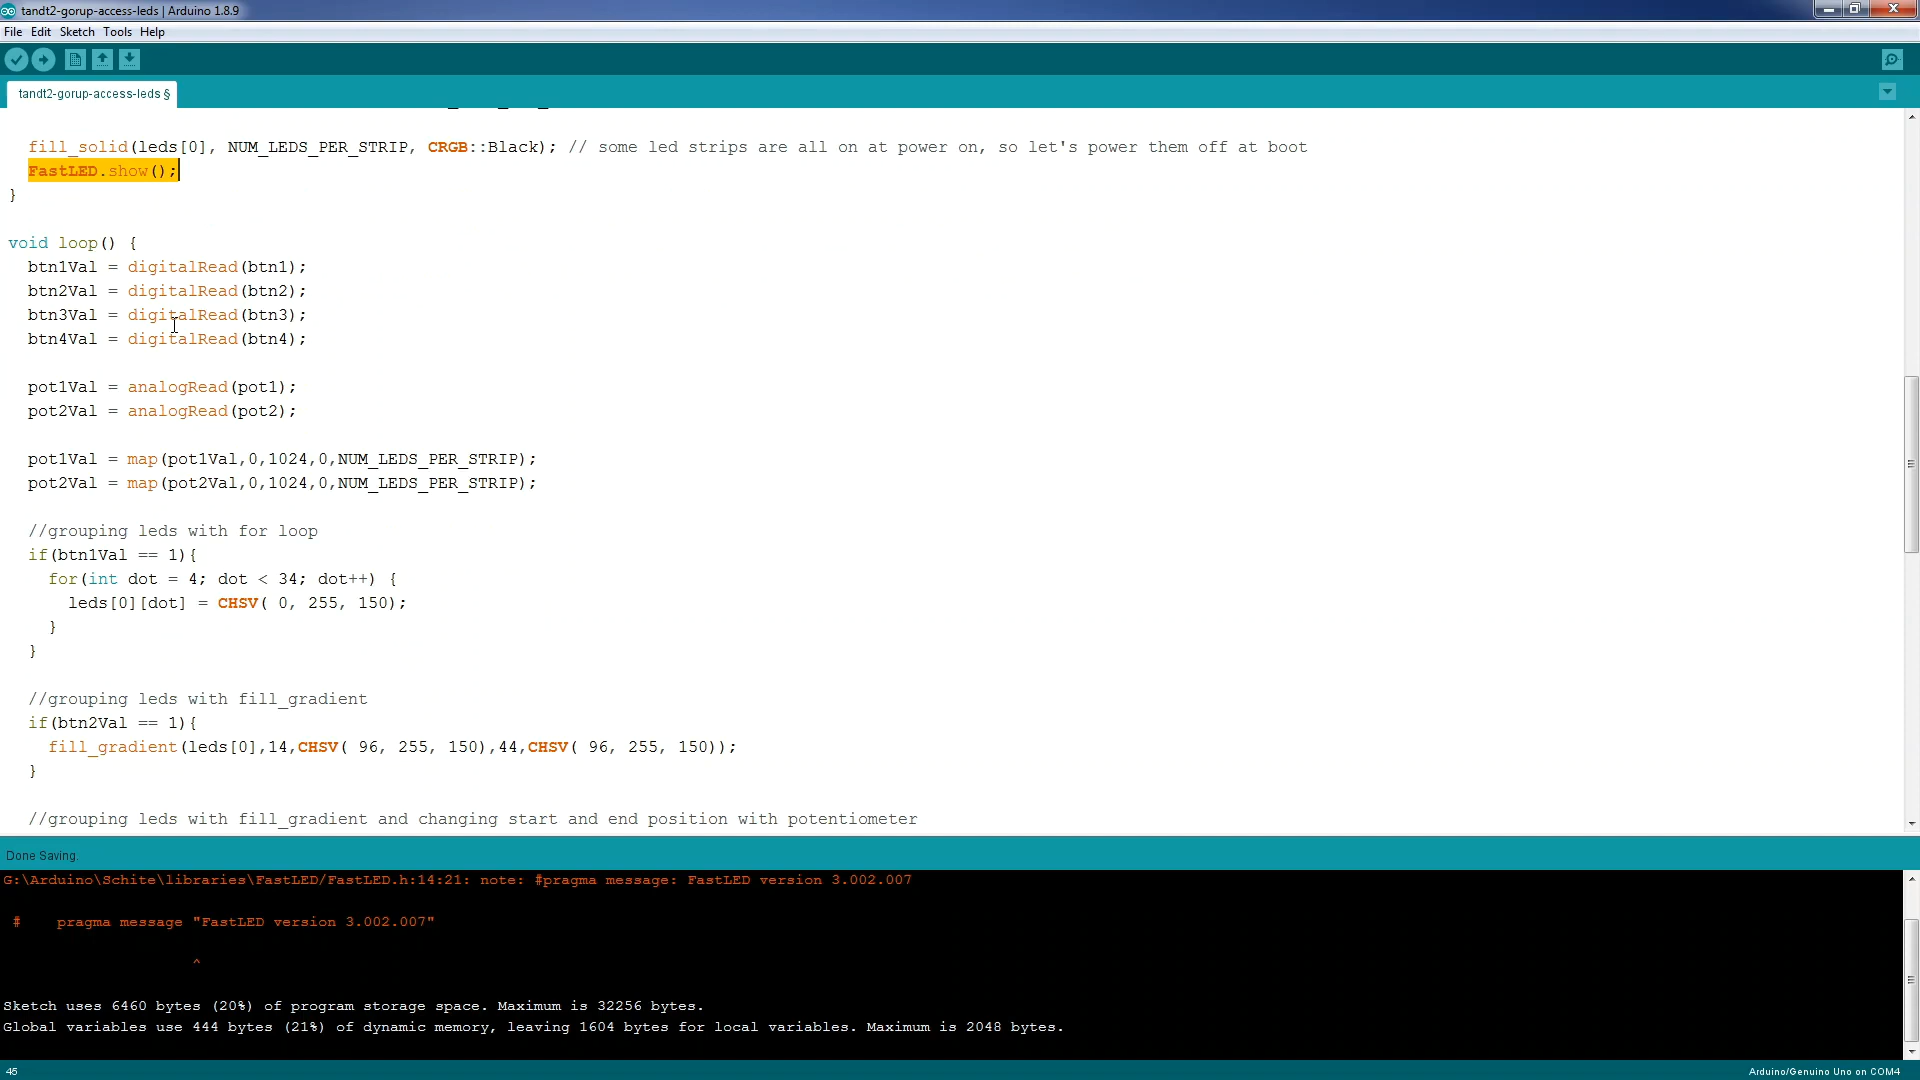 tandt2-gorup-access-leds | Arduino 1.8.9
File Edit Sketch Tools Help
tandt2-gorup-access-leds §
fill_solid(leds[0], NUM_LEDS_PER_STRIP, CRGB::Black); // some led strips are all on at power on, so let's power them off at boot
FastLED.show();
}
void loop() {
btn1Val = digitalRead(btn1);
btn2Val = digitalRead(btn2);
btn3Val = digitalRead(btn3);
btn4Val = digitalRead(btn4);
pot1Val = analogRead(pot1);
pot2Val = analogRead(pot2);
pot1Val = map(pot1Val,0,1024,0,NUM_LEDS_PER_STRIP);
pot2Val = map(pot2Val,0,1024,0,NUM_LEDS_PER_STRIP);
//grouping leds with for loop
if(btn1Val == 1){
for(int dot = 4; dot < 34; dot++) {
leds[0][dot] = CHSV( 0, 255, 150);
}
}
//grouping leds with fill_gradient
if(btn2Val == 1){
fill_gradient(leds[0],14,CHSV( 96, 255, 150),44,CHSV( 96, 255, 150));
}
//grouping leds with fill_gradient and changing start and end position with potentiometer
Done Saving.
G:\Arduino\Schite\libraries\FastLED/FastLED.h:14:21: note: #pragma message: FastLED version 3.002.007
# pragma message "FastLED version 3.002.007"
^
Sketch uses 6460 bytes (20%) of program storage space. Maximum is 32256 bytes.
Global variables use 444 bytes (21%) of dynamic memory, leaving 1604 bytes for local variables. Maximum is 2048 bytes.
45
Arduino/Genuino Uno on COM4